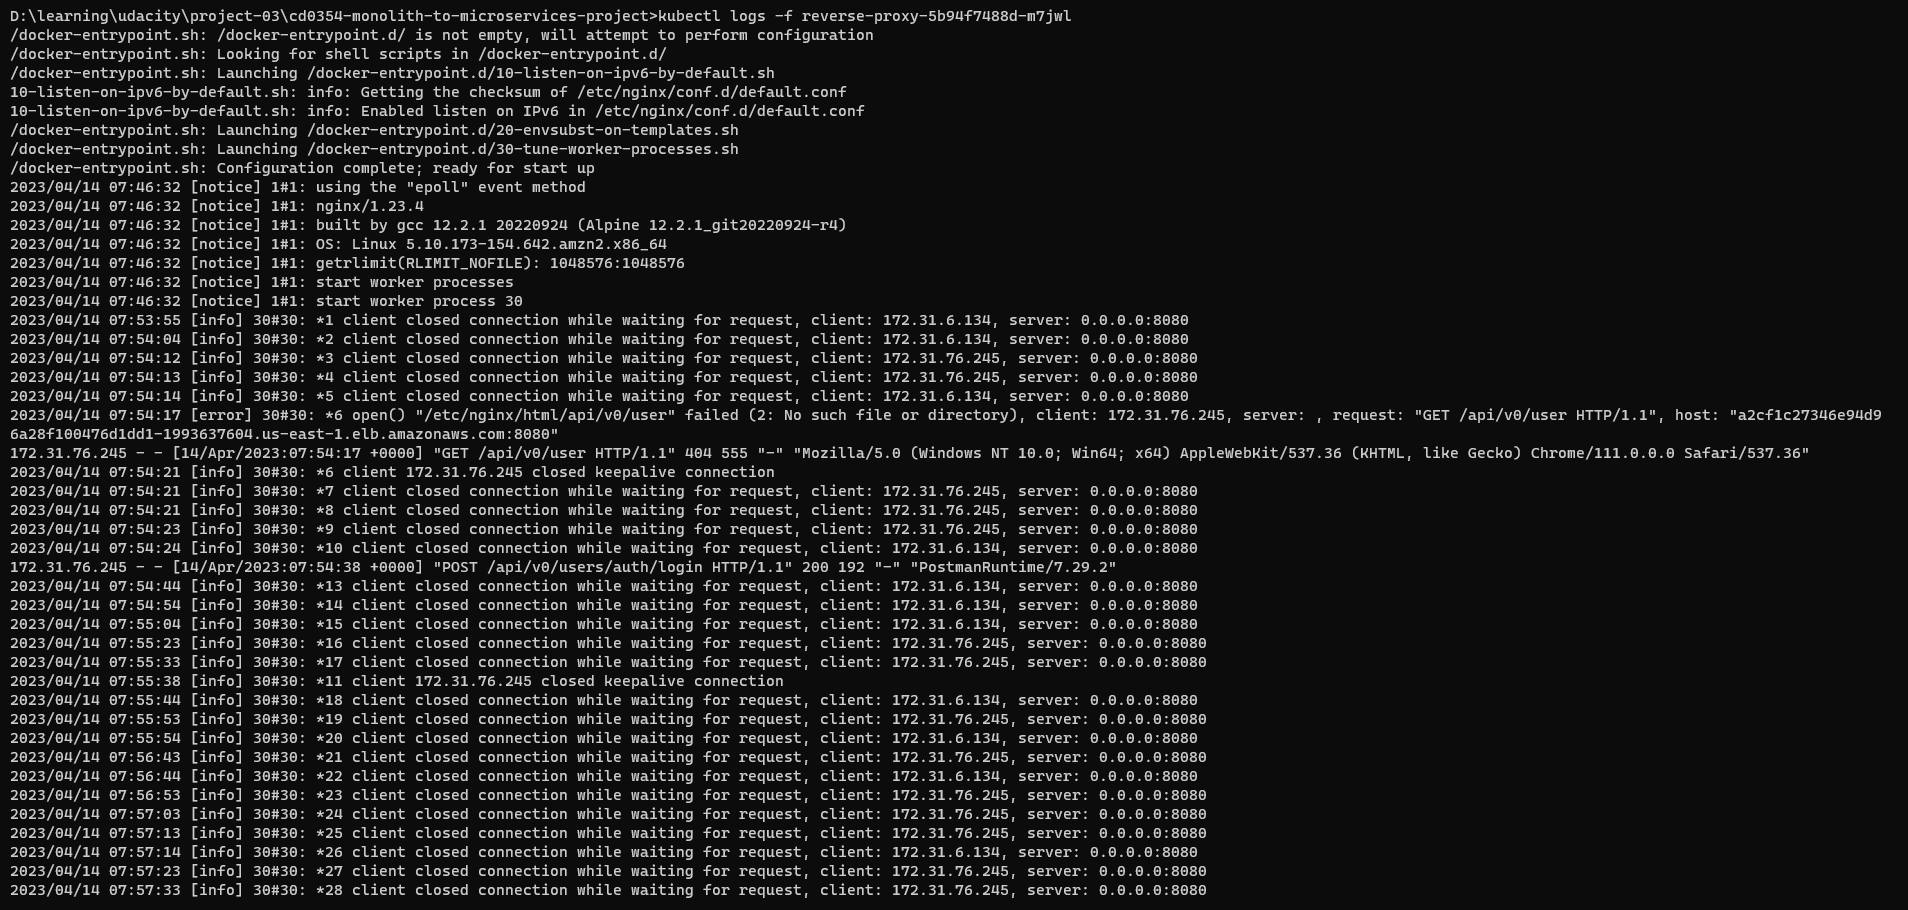 D:\learning\udacity\project-03\cd0354-monolith-to-microservices-project>kubectl logs -f reverse-proxy-5b94f7488d-m7jwl
/docker-entrypoint.sh: /docker-entrypoint.d/ is not empty, will attempt to perform configuration
/docker-entrypoint.sh: Looking for shell scripts in /docker-entrypoint.d/
/docker-entrypoint.sh: Launching /docker-entrypoint.d/10-listen-on-ipv6-by-default.sh
10-listen-on-ipv6-by-default.sh: info: Getting the checksum of /etc/nginx/conf.d/default.conf
10-listen-on-ipv6-by-default.sh: info: Enabled listen on IPv6 in /etc/nginx/conf.d/default.conf
/docker-entrypoint.sh: Launching /docker-entrypoint.d/20-envsubst-on-templates.sh
/docker-entrypoint.sh: Launching /docker-entrypoint.d/30-tune-worker-processes.sh
/docker-entrypoint.sh: Configuration complete; ready for start up
2023/04/14 07:46:32 [notice] 1#1: using the "epoll" event method
2023/04/14 07:46:32 [notice] 1#1: nginx/1.23.4
2023/04/14 07:46:32 [notice] 1#1: built by gcc 12.2.1 20220924 (Alpine 12.2.1_git20220924-r4)
2023/04/14 07:46:32 [notice] 1#1: OS: Linux 5.10.173-154.642.amzn2.x86_64
2023/04/14 07:46:32 [notice] 1#1: getrlimit(RLIMIT_NOFILE): 1048576:1048576
2023/04/14 07:46:32 [notice] 1#1: start worker processes
2023/04/14 07:46:32 [notice] 1#1: start worker process 30
2023/04/14 07:53:55 [info] 30#30: *1 client closed connection while waiting for request, client: 172.31.6.134, server: 0.0.0.0:8080
2023/04/14 07:54:04 [info] 30#30: *2 client closed connection while waiting for request, client: 172.31.6.134, server: 0.0.0.0:8080
2023/04/14 07:54:12 [info] 30#30: *3 client closed connection while waiting for request, client: 172.31.76.245, server: 0.0.0.0:8080
2023/04/14 07:54:13 [info] 30#30: *4 client closed connection while waiting for request, client: 172.31.76.245, server: 0.0.0.0:8080
2023/04/14 07:54:14 [info] 30#30: *5 client closed connection while waiting for request, client: 172.31.6.134, server: 0.0.0.0:8080
2023/04/14 07:54:17 [error] 30#30: *6 open() "/etc/nginx/html/api/v0/user" failed (2: No such file or directory), client: 172.31.76.245, server: , request: "GET /api/v0/user HTTP/1.1", host: "a2cf1c27346e94d9
6a28f100476d1dd1-1993637604.us-east-1.elb.amazonaws.com:8080"
172.31.76.245 - - [14/Apr/2023:07:54:17 +0000] "GET /api/v0/user HTTP/1.1" 404 555 "-" "Mozilla/5.0 (Windows NT 10.0; Win64; x64) AppleWebKit/537.36 (KHTML, like Gecko) Chrome/111.0.0.0 Safari/537.36"
2023/04/14 07:54:21 [info] 30#30: *6 client 172.31.76.245 closed keepalive connection
2023/04/14 07:54:21 [info] 30#30: *7 client closed connection while waiting for request, client: 172.31.76.245, server: 0.0.0.0:8080
2023/04/14 07:54:21 [info] 30#30: *8 client closed connection while waiting for request, client: 172.31.76.245, server: 0.0.0.0:8080
2023/04/14 07:54:23 [info] 30#30: *9 client closed connection while waiting for request, client: 172.31.76.245, server: 0.0.0.0:8080
2023/04/14 07:54:24 [info] 30#30: *10 client closed connection while waiting for request, client: 172.31.6.134, server: 0.0.0.0:8080
172.31.76.245 - - [14/Apr/2023:07:54:38 +0000] "POST /api/v0/users/auth/login HTTP/1.1" 200 192 "-" "PostmanRuntime/7.29.2"
2023/04/14 07:54:44 [info] 30#30: *13 client closed connection while waiting for request, client: 172.31.6.134, server: 0.0.0.0:8080
2023/04/14 07:54:54 [info] 30#30: *14 client closed connection while waiting for request, client: 172.31.6.134, server: 0.0.0.0:8080
2023/04/14 07:55:04 [info] 30#30: *15 client closed connection while waiting for request, client: 172.31.6.134, server: 0.0.0.0:8080
2023/04/14 07:55:23 [info] 30#30: *16 client closed connection while waiting for request, client: 172.31.76.245, server: 0.0.0.0:8080
2023/04/14 07:55:33 [info] 30#30: *17 client closed connection while waiting for request, client: 172.31.76.245, server: 0.0.0.0:8080
2023/04/14 07:55:38 [info] 30#30: *11 client 172.31.76.245 closed keepalive connection
2023/04/14 07:55:44 [info] 30#30: *18 client closed connection while waiting for request, client: 172.31.6.134, server: 0.0.0.0:8080
2023/04/14 07:55:53 [info] 30#30: *19 client closed connection while waiting for request, client: 172.31.76.245, server: 0.0.0.0:8080
2023/04/14 07:55:54 [info] 30#30: *20 client closed connection while waiting for request, client: 172.31.6.134, server: 0.0.0.0:8080
2023/04/14 07:56:43 [info] 30#30: *21 client closed connection while waiting for request, client: 172.31.76.245, server: 0.0.0.0:8080
2023/04/14 07:56:44 [info] 30#30: *22 client closed connection while waiting for request, client: 172.31.6.134, server: 0.0.0.0:8080
2023/04/14 07:56:53 [info] 30#30: *23 client closed connection while waiting for request, client: 172.31.76.245, server: 0.0.0.0:8080
2023/04/14 07:57:03 [info] 30#30: *24 client closed connection while waiting for request, client: 172.31.76.245, server: 0.0.0.0:8080
2023/04/14 07:57:13 [info] 30#30: *25 client closed connection while waiting for request, client: 172.31.76.245, server: 0.0.0.0:8080
2023/04/14 07:57:14 [info] 30#30: *26 client closed connection while waiting for request, client: 172.31.6.134, server: 0.0.0.0:8080
2023/04/14 07:57:23 [info] 30#30: *27 client closed connection while waiting for request, client: 172.31.76.245, server: 0.0.0.0:8080
2023/04/14 07:57:33 [info] 30#30: *28 client closed connection while waiting for request, client: 172.31.76.245, server: 0.0.0.0:8080